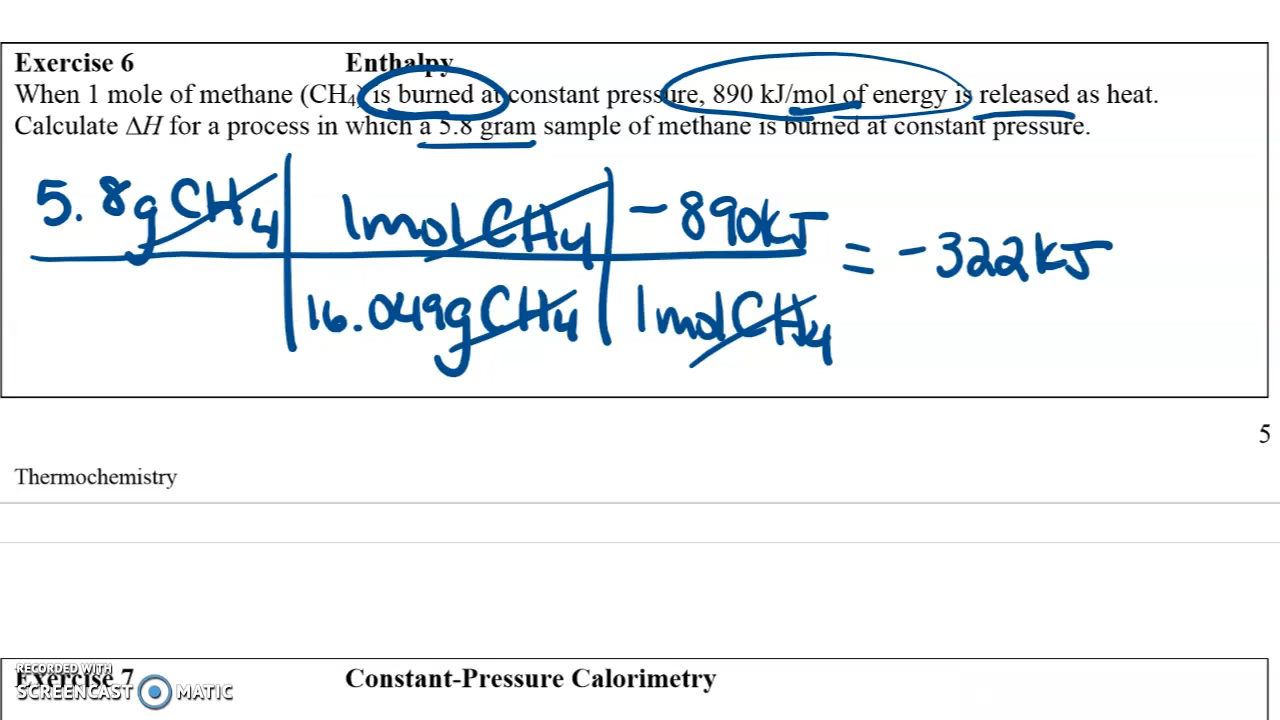 Exercise 6 Enthalpy
When 1 mole of methane (CH₄) is burned at constant pressure, 890 kJ/mol of energy is released as heat.
Calculate ΔH for a process in which a 5.8 gram sample of methane is burned at constant pressure.
5.8g CH₄ 1mol CH₄ -890kJ = -322kJ
16.049g CH₄ 1mol CH₄
5
Thermochemistry
RECORDED WITH
Exercise 7 Constant-Pressure Calorimetry
SCREENCAST MATIC